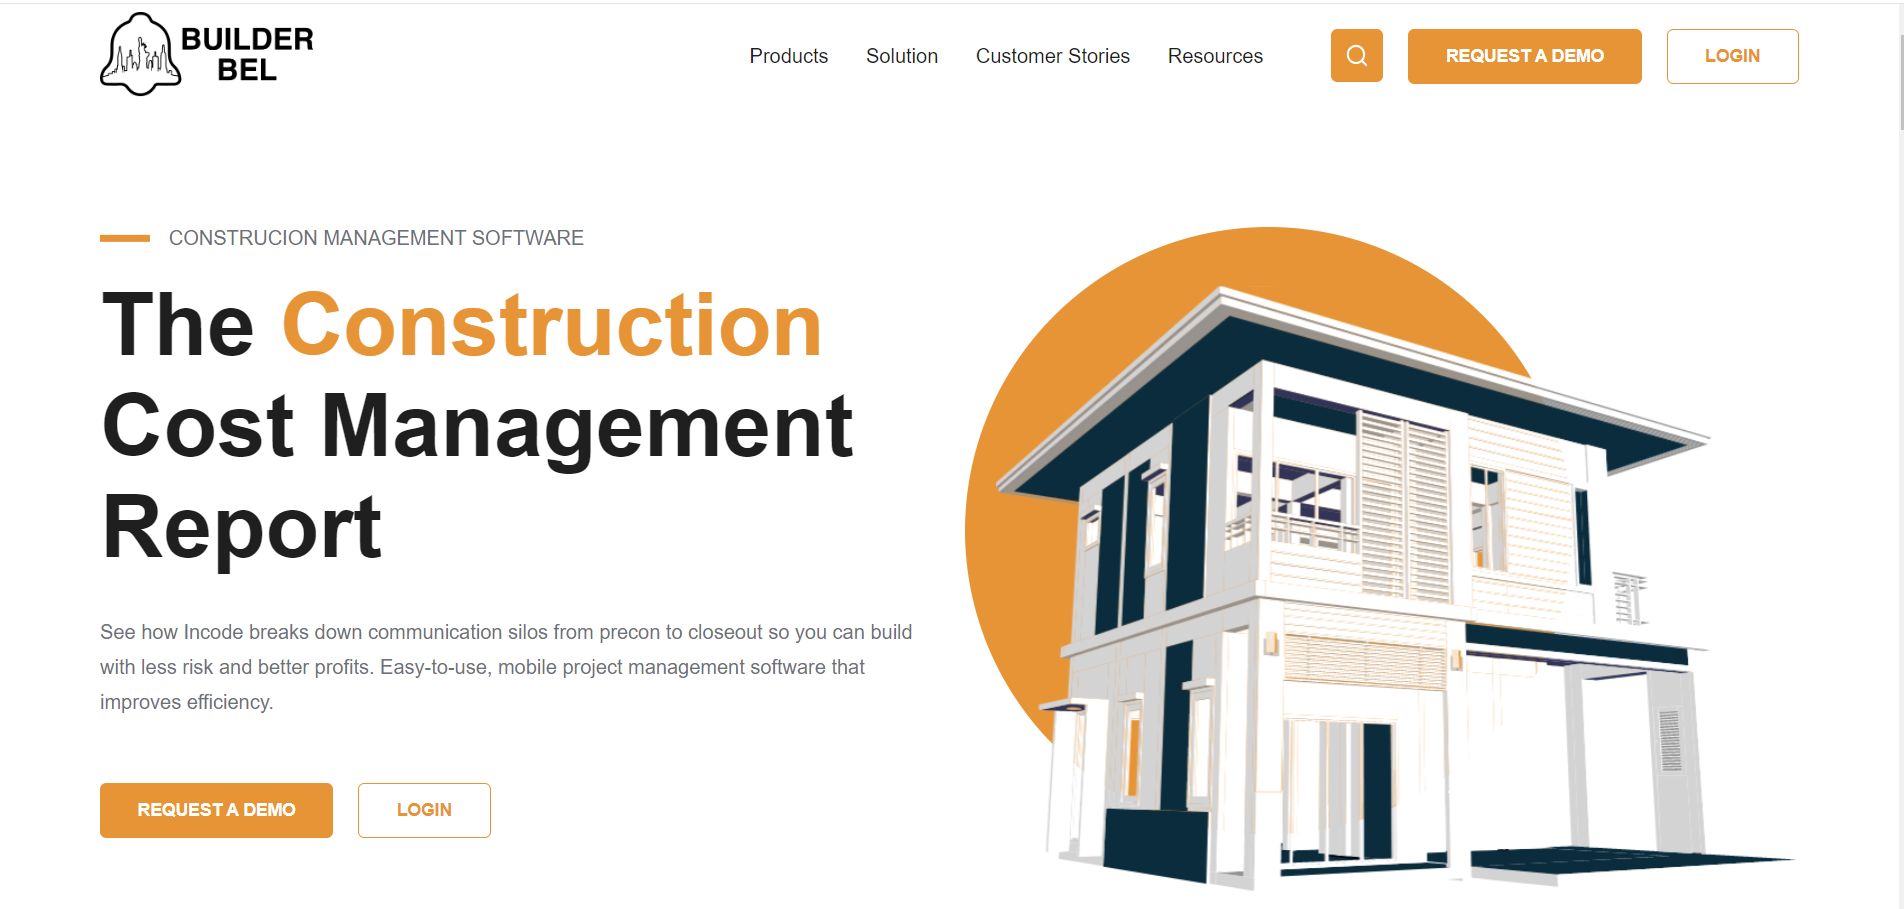 BUILDER
BEL
Products Solution Customer Stories Resources REQUEST A DEMO LOGIN
CONSTRUCION MANAGEMENT SOFTWARE
The Construction
Cost Management
Report
See how Incode breaks down communication silos from precon to closeout so you can build
with less risk and better profits. Easy-to-use, mobile project management software that
improves efficiency.
REQUEST A DEMO LOGIN